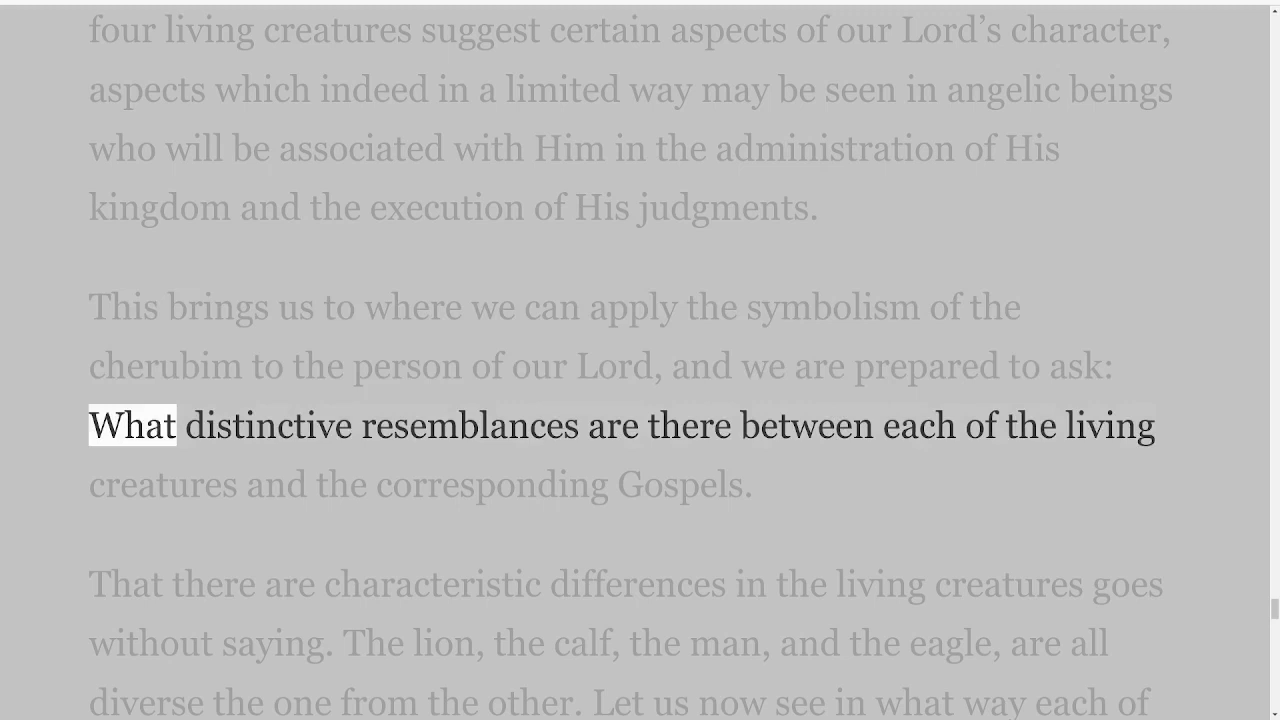 four living creatures suggest certain aspects of our Lord’s character,
aspects which indeed in a limited way may be seen in angelic beings
who will be associated with Him in the administration of His
kingdom and the execution of His judgments.
This brings us to where we can apply the symbolism of the
cherubim to the person of our Lord, and we are prepared to ask:
What distinctive resemblances are there between each of the living
creatures and the corresponding Gospels.
That there are characteristic differences in the living creatures goes
without saying. The lion, the calf, the man, and the eagle, are all
diverse the one from the other. Let us now see in what way each of